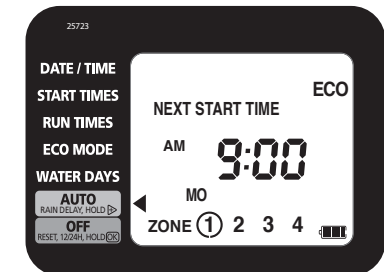 25723
DATE / TIME
START TIMES
RUN TIMES
ECO MODE
WATER DAYS
AUTO
RAIN DELAY, HOLD ▷
OFF
RESET, 12/24H, HOLD OK
ECO
NEXT START TIME
AM 9:00
MO
ZONE 1 2 3 4